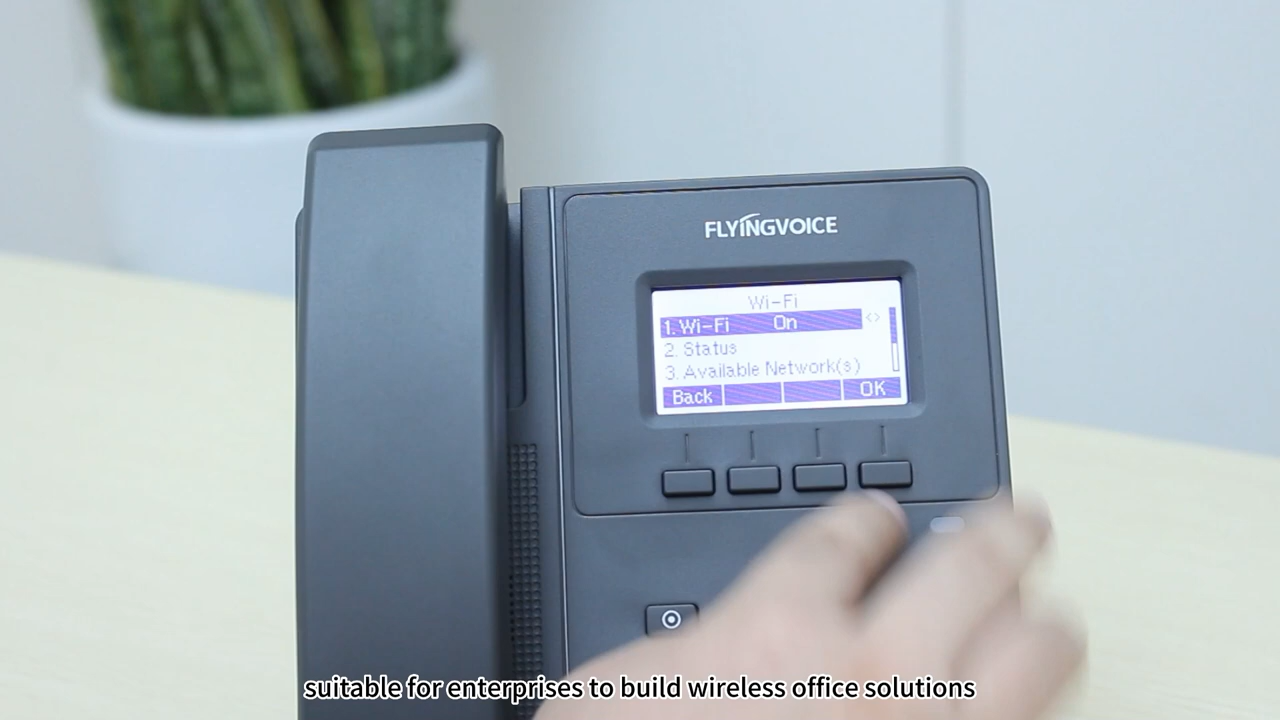 FLYINGVOICE
Wi-Fi
1. Wi-Fi On <>
2. Status
3. Available Network(s)
Back OK
suitable for enterprises to build wireless office solutions